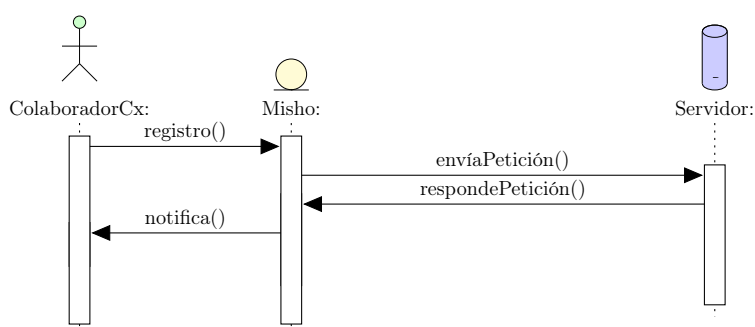 ColaboradorCx:
Misho:
Servidor:
registro()
envíaPetición()
respondePetición()
notifica()